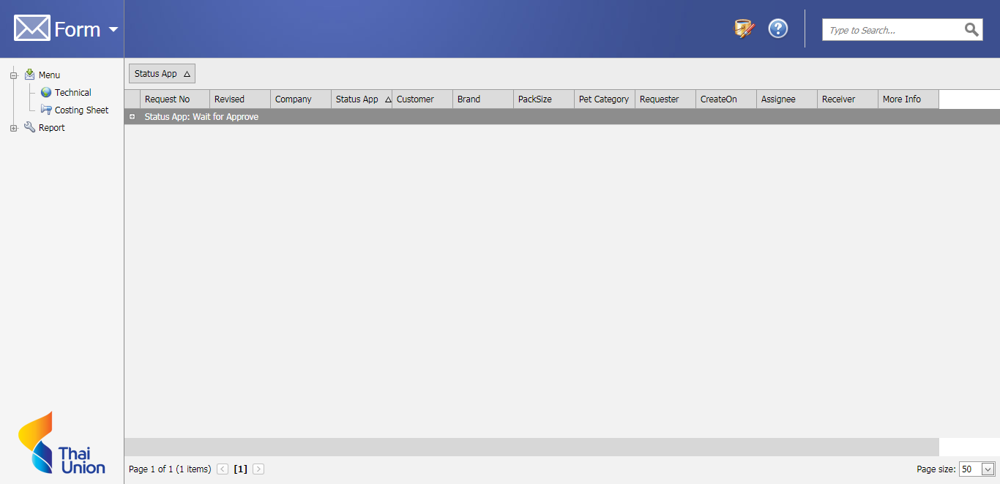 Form
Type to Search...
Menu
Technical
Costing Sheet
Report
Status App
Request No Revised Company Status App Customer Brand PackSize Pet Category Requester CreateOn Assignee Receiver More Info
Status App: Wait for Approve
Thai
Union
Page 1 of 1 (1 items) [1]
Page size: 50